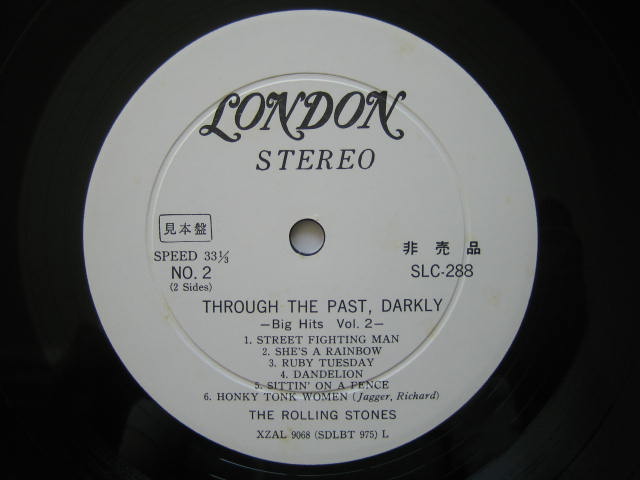 LONDON
STEREO
見本盤
SPEED 33⅓
NO. 2
(2 Sides)
非売品
SLC-288
THROUGH THE PAST, DARKLY
—Big Hits Vol. 2—
1. STREET FIGHTING MAN
2. SHE'S A RAINBOW
3. RUBY TUESDAY
4. DANDELION
5. SITTIN' ON A FENCE
6. HONKY TONK WOMEN (Jagger, Richard)
THE ROLLING STONES
XZAL 9068 (SDLBT 975) L